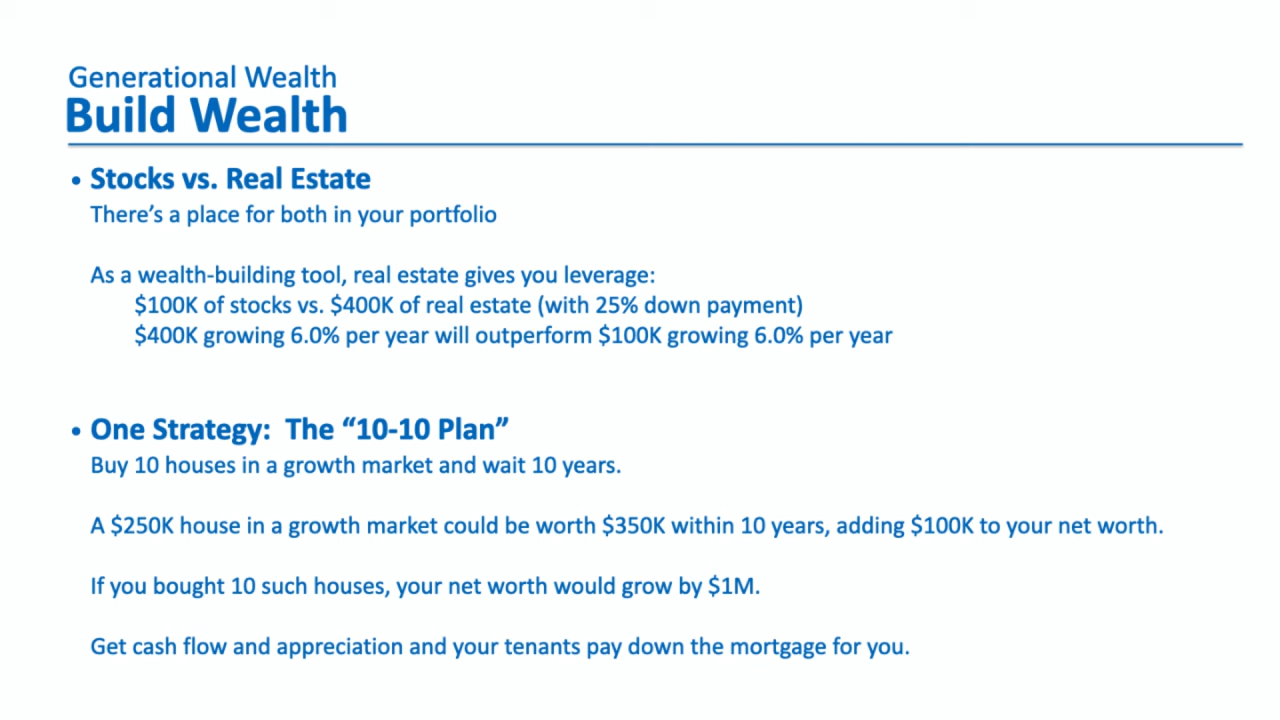 Generational Wealth
Build Wealth
• Stocks vs. Real Estate
There’s a place for both in your portfolio
As a wealth-building tool, real estate gives you leverage:
$100K of stocks vs. $400K of real estate (with 25% down payment)
$400K growing 6.0% per year will outperform $100K growing 6.0% per year
• One Strategy:  The “10-10 Plan”
Buy 10 houses in a growth market and wait 10 years.
A $250K house in a growth market could be worth $350K within 10 years, adding $100K to your net worth.
If you bought 10 such houses, your net worth would grow by $1M.
Get cash flow and appreciation and your tenants pay down the mortgage for you.